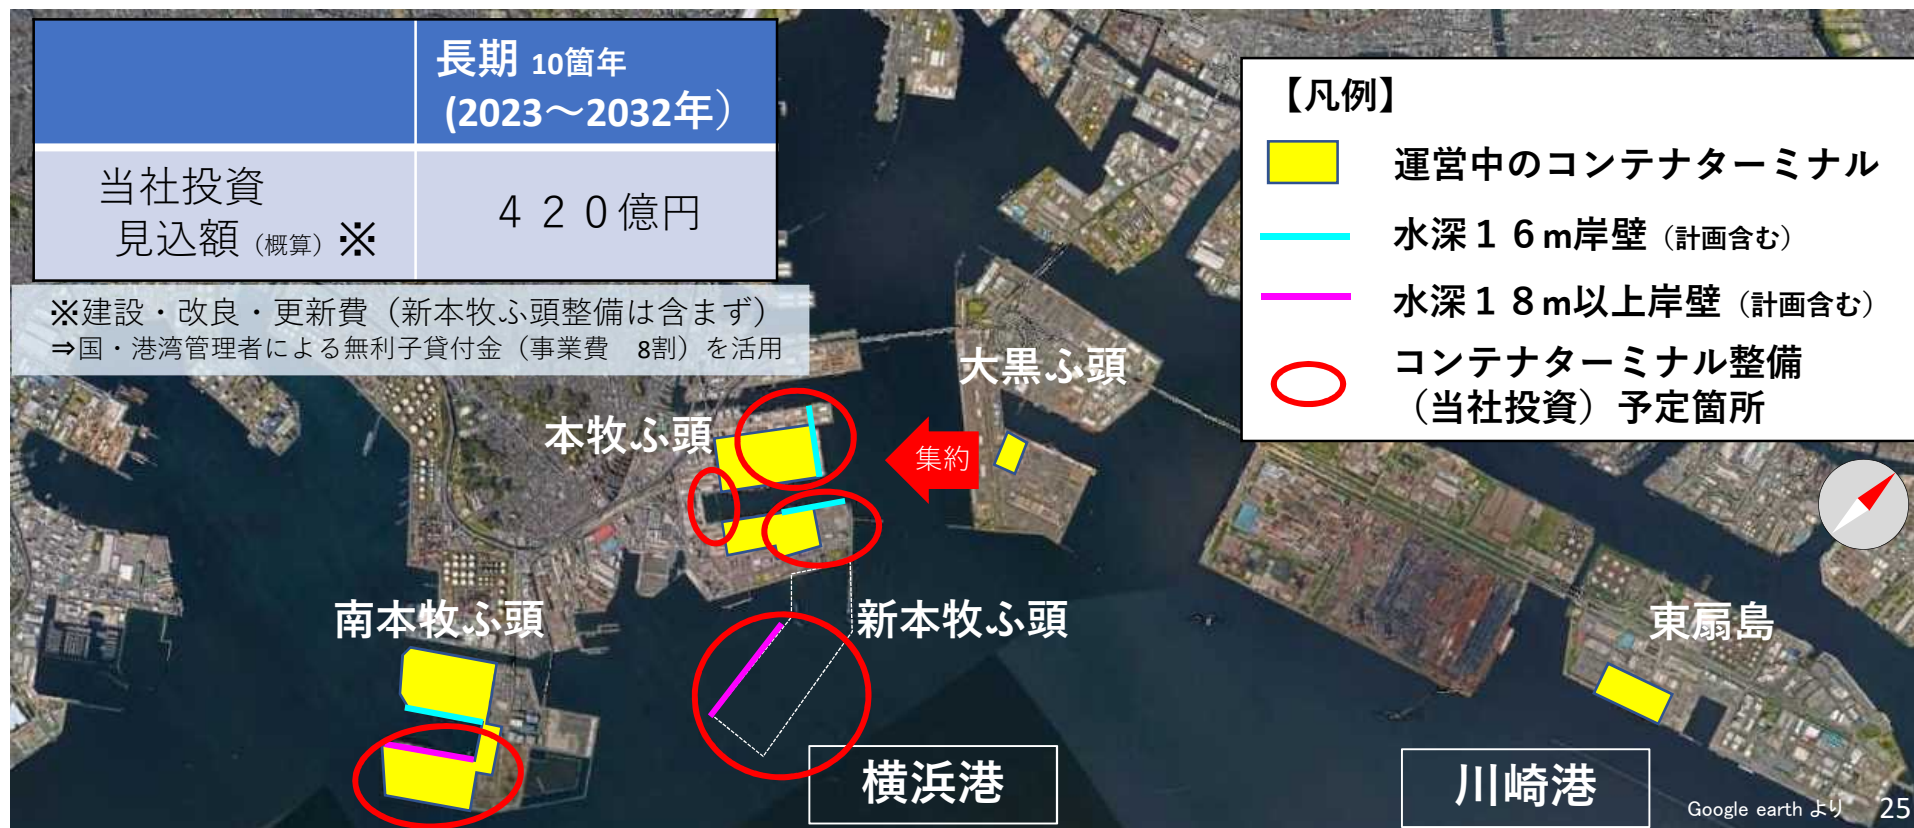 長期 10箇年
(2023～2032年）
当社投資
見込額（概算）※
４２０億円
※建設・改良・更新費（新本牧ふ頭整備は含まず）
⇒国・港湾管理者による無利子貸付金（事業費　8割）を活用
【凡例】
運営中のコンテナターミナル
水深１６m岸壁（計画含む）
水深１８m以上岸壁（計画含む）
コンテナターミナル整備
（当社投資）予定箇所
大黒ふ頭
本牧ふ頭
集約
南本牧ふ頭
新本牧ふ頭
東扇島
横浜港
川崎港
Google earth より
25